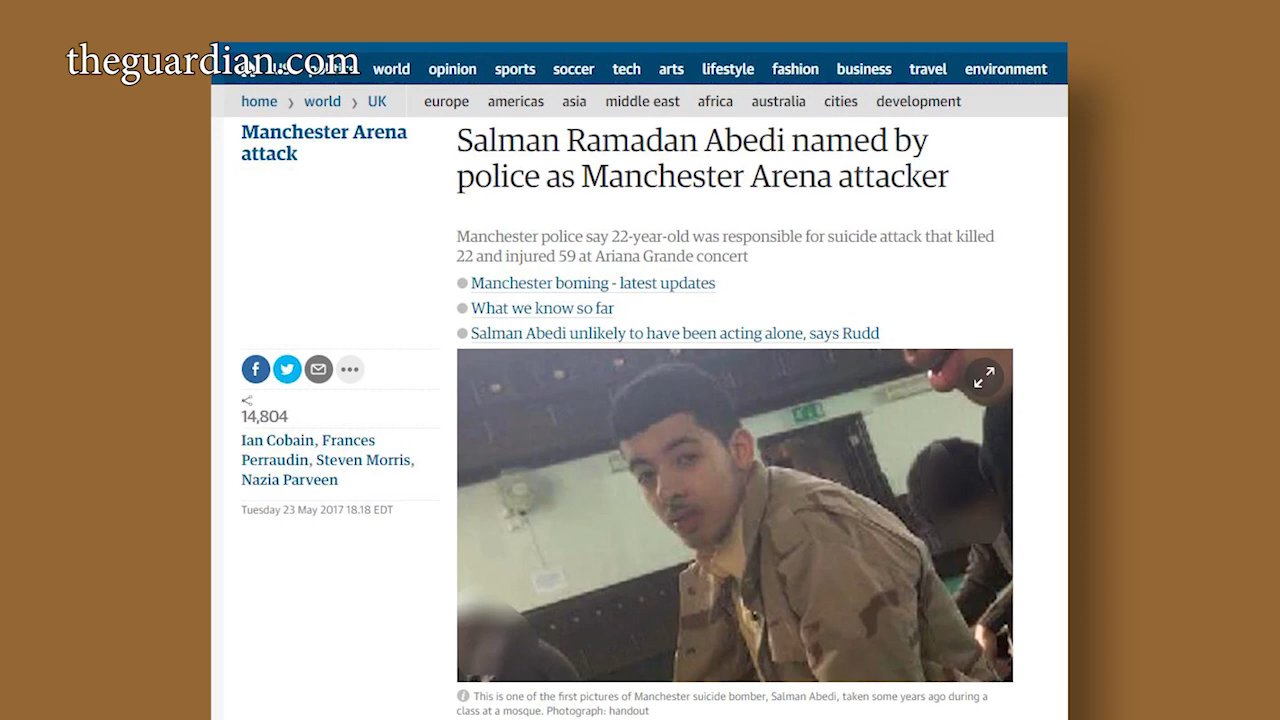 theguardian.com
world opinion sports soccer tech arts lifestyle fashion business travel environment
home world UK europe americas asia middle east africa australia cities development
Manchester Arena
attack
Salman Ramadan Abedi named by
police as Manchester Arena attacker
Manchester police say 22-year-old was responsible for suicide attack that killed
22 and injured 59 at Ariana Grande concert
Manchester boming - latest updates
What we know so far
Salman Abedi unlikely to have been acting alone, says Rudd
14,804
Ian Cobain, Frances
Perraudin, Steven Morris,
Nazia Parveen
Tuesday 23 May 2017 18.18 EDT
This is one of the first pictures of Manchester suicide bomber, Salman Abedi, taken some years ago during a
class at a mosque. Photograph: handout